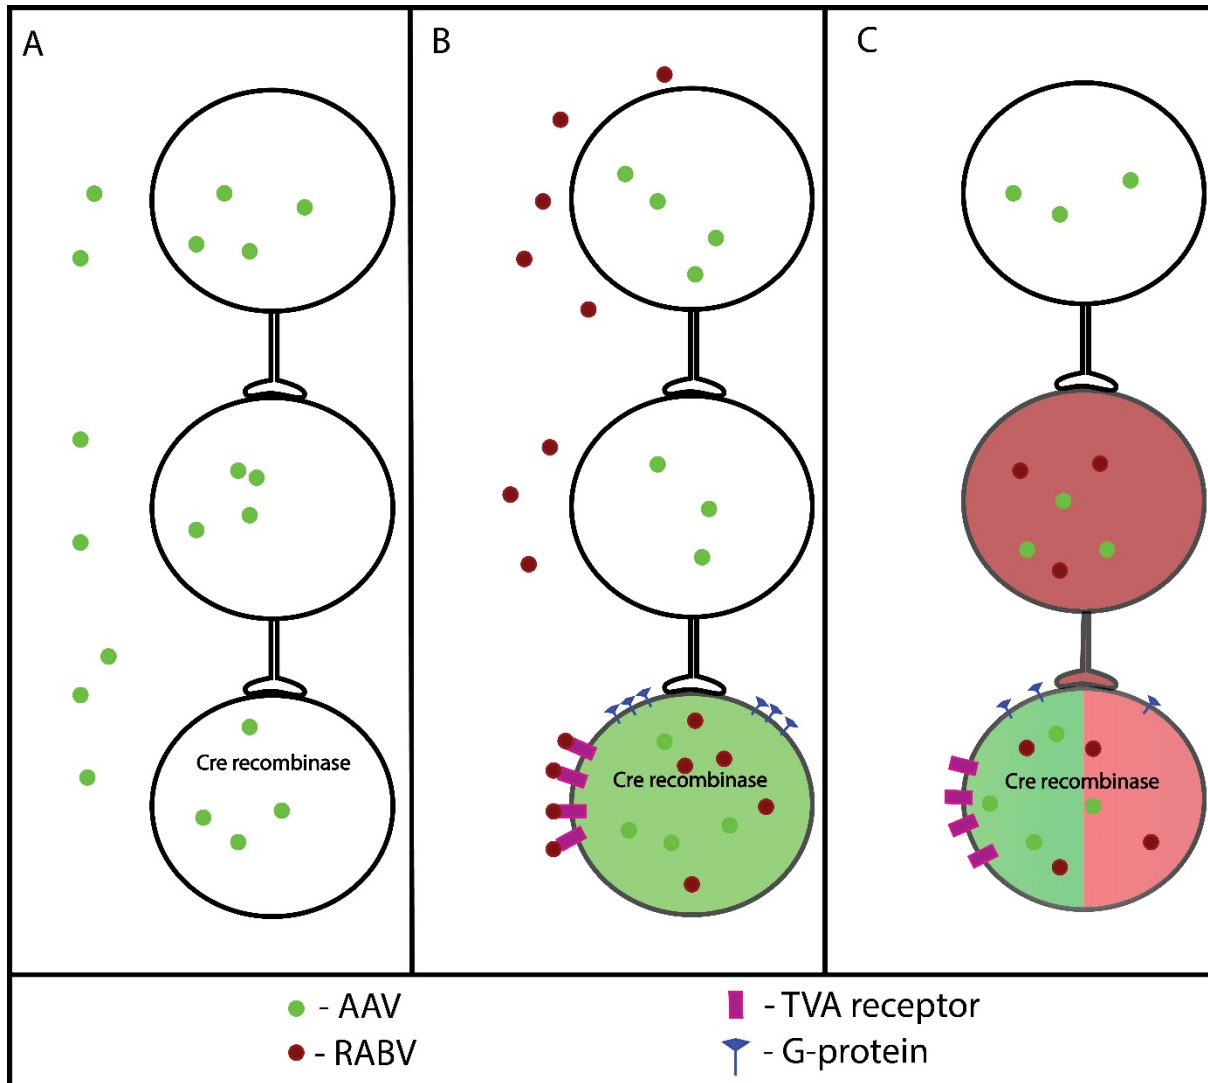 A
B
C
Cre recombinase
Cre recombinase
Cre recombinase
- AAV
- TVA receptor
- RABV
- G-protein